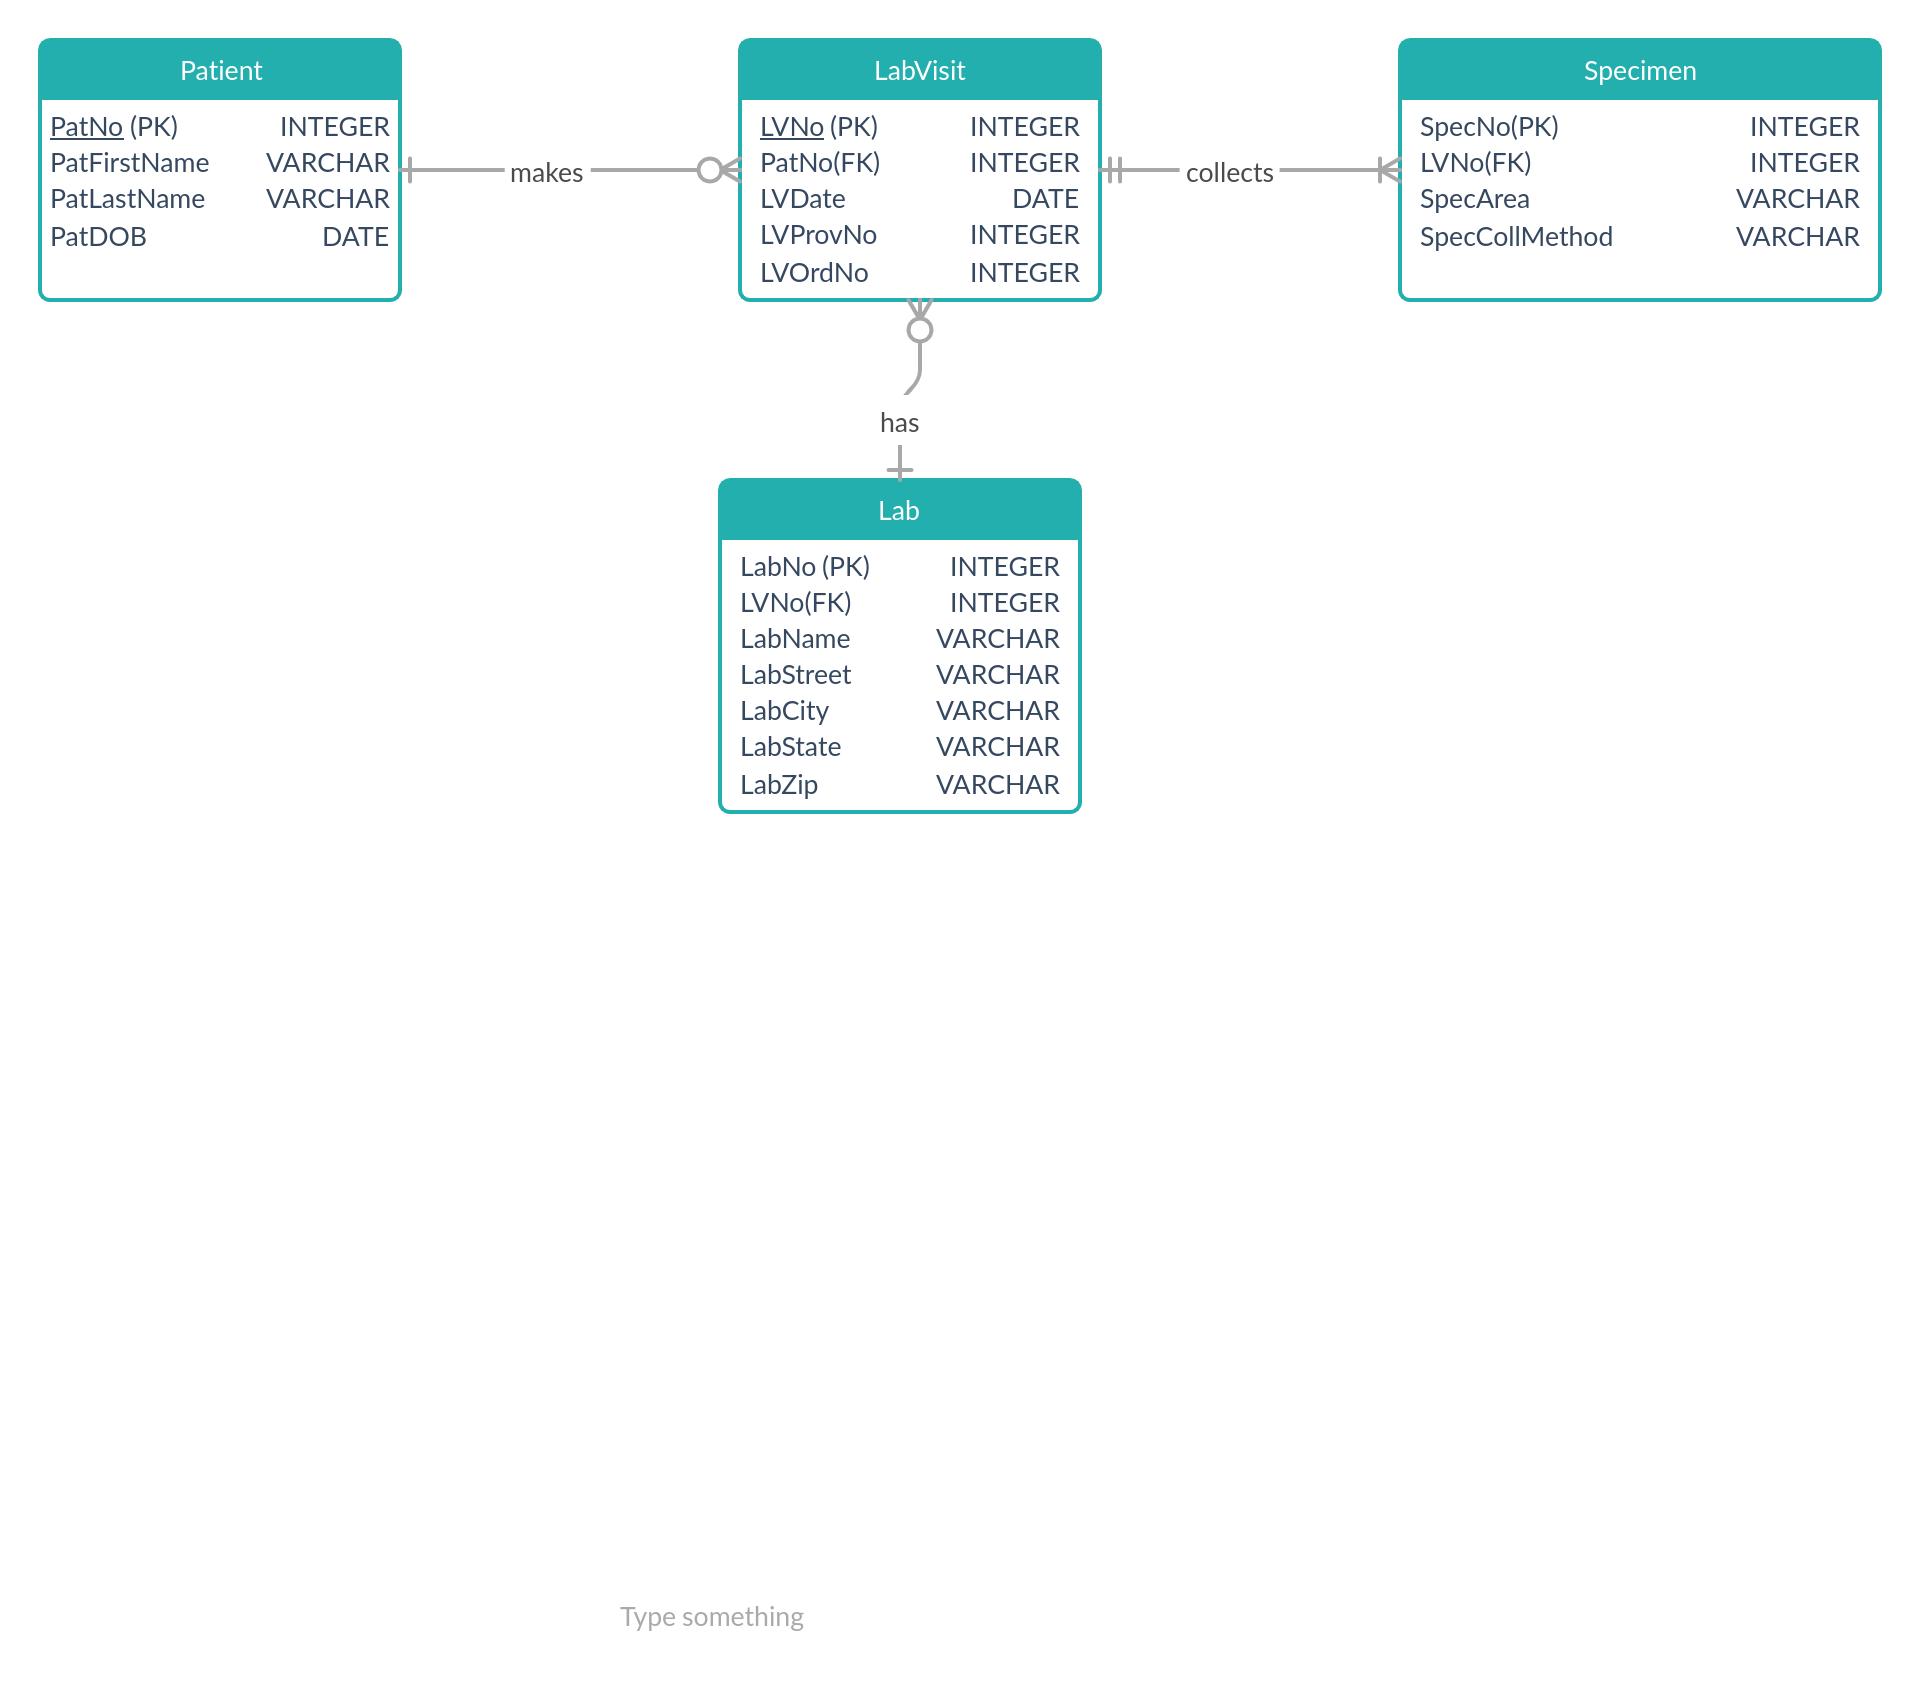 Patient
PatNo (PK) INTEGER
PatFirstName VARCHAR
PatLastName VARCHAR
PatDOB DATE
makes
LabVisit
LVNo (PK) INTEGER
PatNo(FK) INTEGER
LVDate DATE
LVProvNo INTEGER
LVOrdNo INTEGER
collects
Specimen
SpecNo(PK) INTEGER
LVNo(FK) INTEGER
SpecArea VARCHAR
SpecCollMethod VARCHAR
has
Lab
LabNo (PK) INTEGER
LVNo(FK) INTEGER
LabName VARCHAR
LabStreet VARCHAR
LabCity VARCHAR
LabState VARCHAR
LabZip VARCHAR
Type something